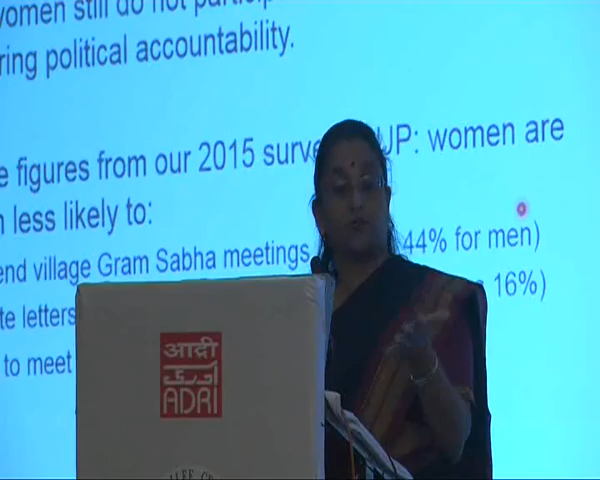 women still do not particip
ring political accountability.
e figures from our 2015 surve UP: women are
less likely to:
end village Gram Sabha meetings 44% for men)
te letters 16%)
to meet
आद्री
ADRI